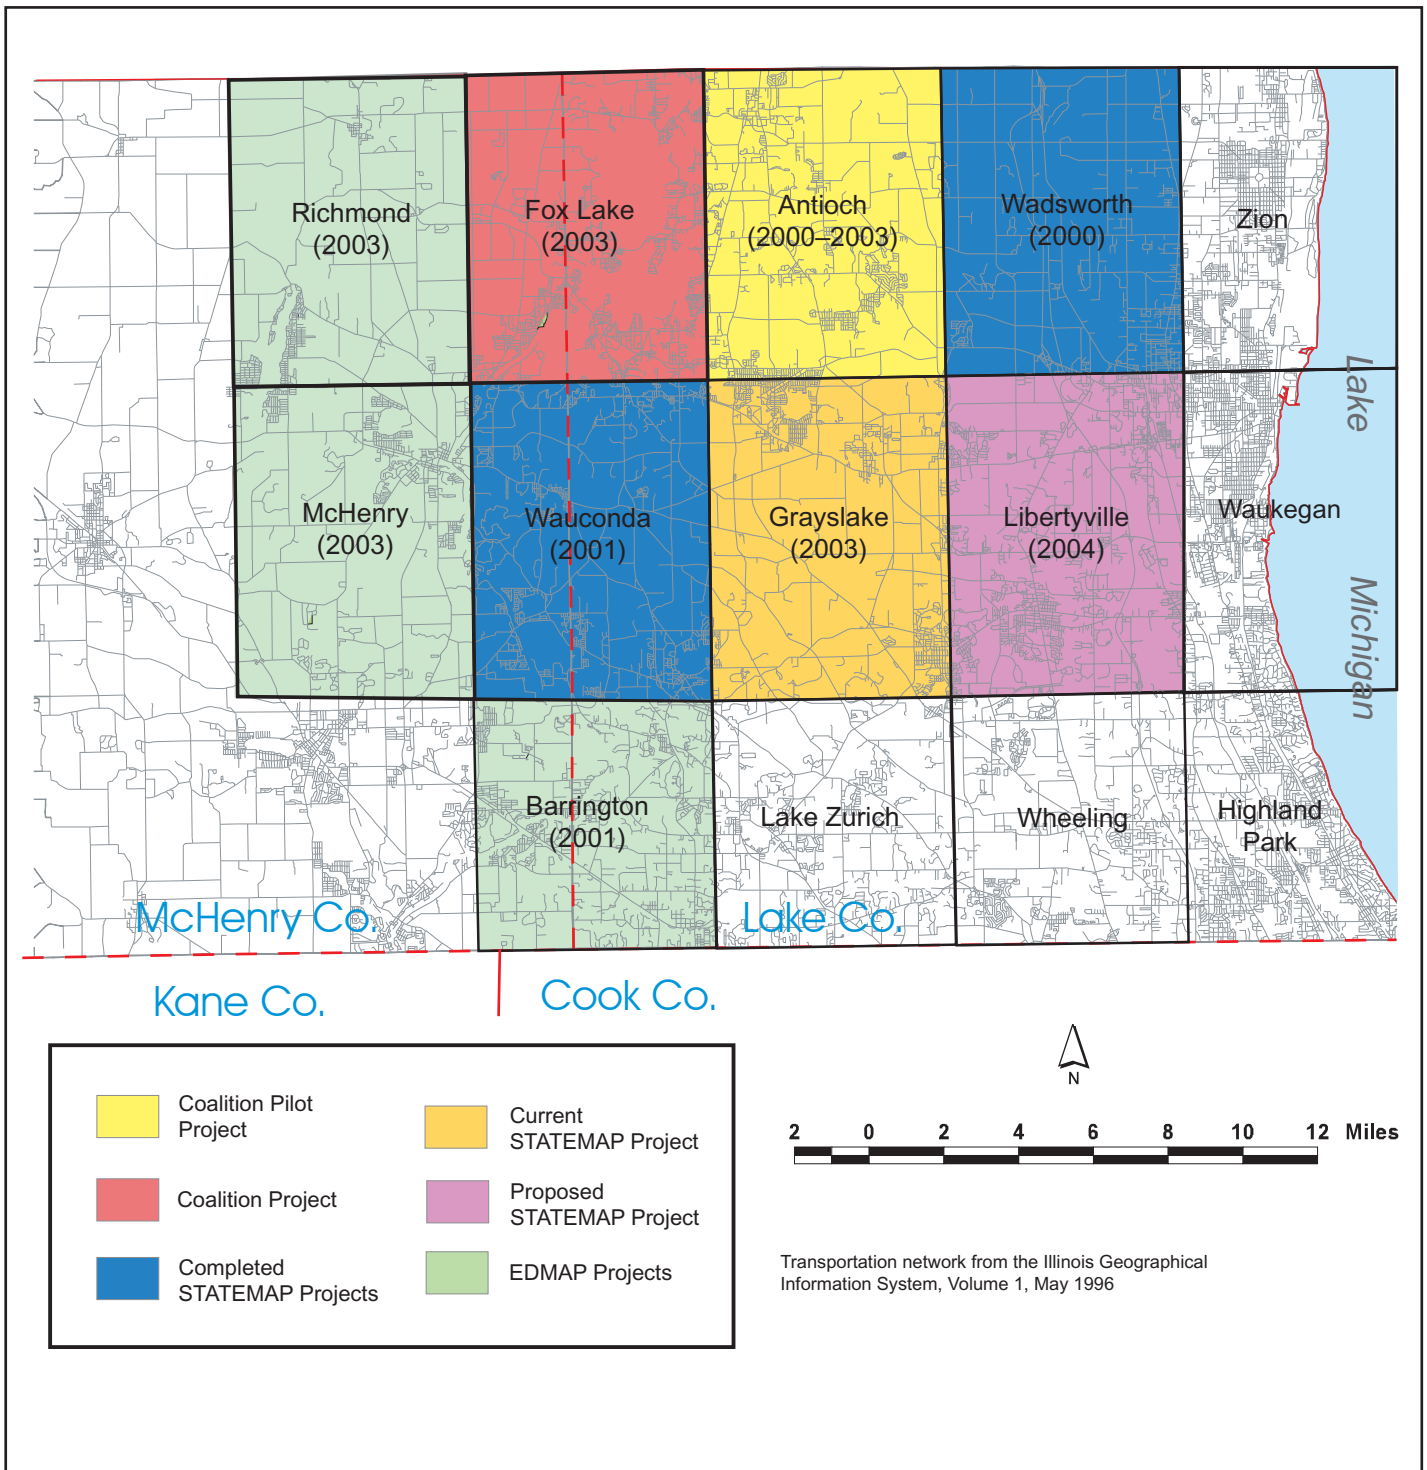 Richmond
(2003)
Fox Lake
(2003)
Antioch
(2000–2003)
Wadsworth
(2000)
Zion
Lake
McHenry
(2003)
Wauconda
(2001)
Grayslake
(2003)
Libertyville
(2004)
Waukegan
Michigan
Barrington
(2001)
Lake Zurich
Wheeling
Highland
Park
McHenry Co.
Lake Co.
Kane Co.
Cook Co.
Coalition Pilot
Project
Coalition Project
Completed
STATEMAP Projects
Current
STATEMAP Project
Proposed
STATEMAP Project
EDMAP Projects
N
2 0 2 4 6 8 10 12 Miles
Transportation network from the Illinois Geographical
Information System, Volume 1, May 1996